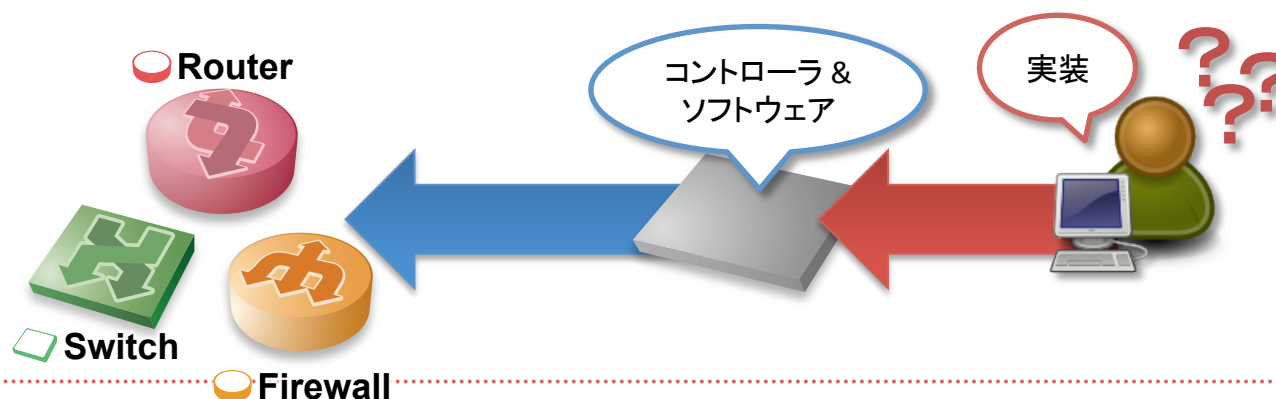 Router
コントローラ &
ソフトウェア
実装
? ? ?
Switch
Firewall